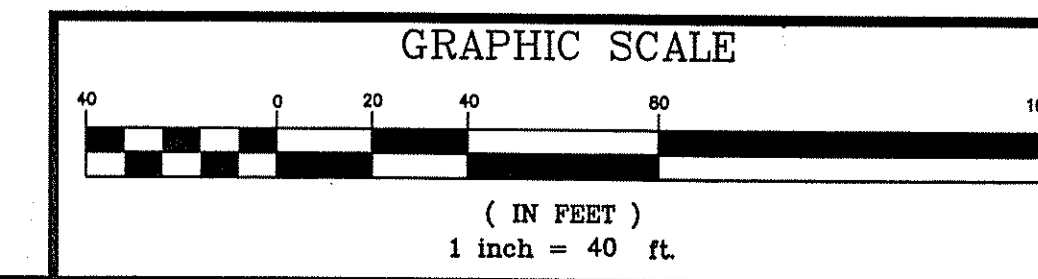 GRAPHIC SCALE
40 0 20 40 80
( IN FEET )
1 inch = 40 ft.